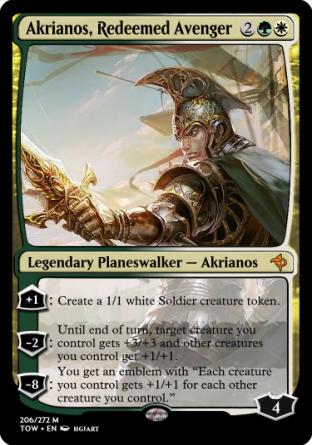 Akrianos, Redeemed Avenger 2
Legendary Planeswalker — Akrianos
+1: Create a 1/1 white Soldier creature token.
Until end of turn, target creature you
-2: control gets +3/+3 and other creatures
you control get +1/+1.
You get an emblem with “Each creature
-8: you control gets +1/+1 for each other
creature you control.”
4
206/272 M
TOW • EN HGJART